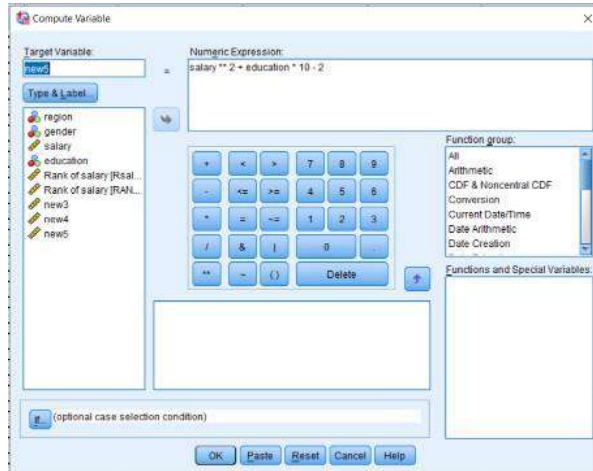 Compute Variable
Target Variable:
new5
=
Numeric Expression:
salary ** 2 + education * 10 - 2
Type & Label...
region
gender
salary
education
Rank of salary [Rsal...
Rank of salary [RAN...
new3
new4
new5
+ < > 7 8 9
- <= >= 4 5 6
* = ~= 1 2 3
/ & | 0 .
** ~ ( ) Delete
Function group:
All
Arithmetic
CDF & Noncentral CDF
Conversion
Current Date/Time
Date Arithmetic
Date Creation
Functions and Special Variables:
If... (optional case selection condition)
OK Paste Reset Cancel Help